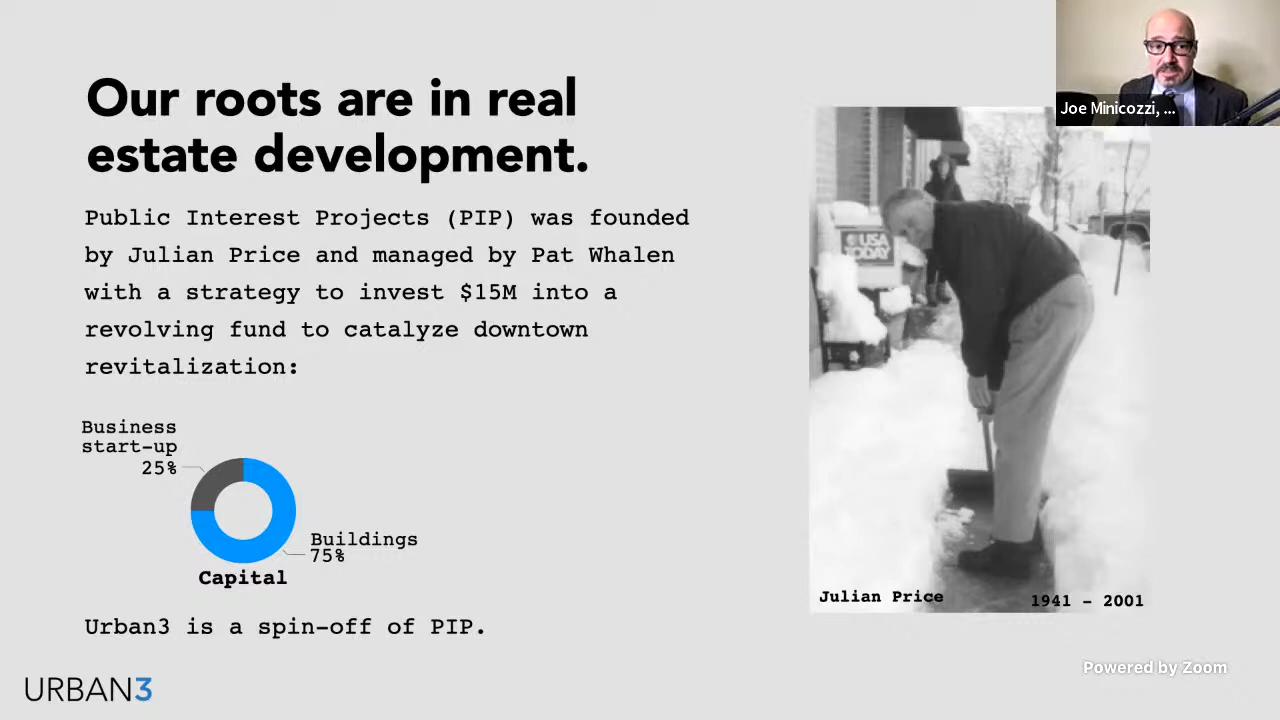 Our roots are in real
estate development.
Joe Minicozzi, ...
Public Interest Projects (PIP) was founded
by Julian Price and managed by Pat Whalen
with a strategy to invest $15M into a
revolving fund to catalyze downtown
revitalization:
USA
TODAY
Business
start-up
25%
Buildings
75%
Capital
Julian Price
1941 - 2001
Urban3 is a spin-off of PIP.
Powered by Zoom
URBAN3